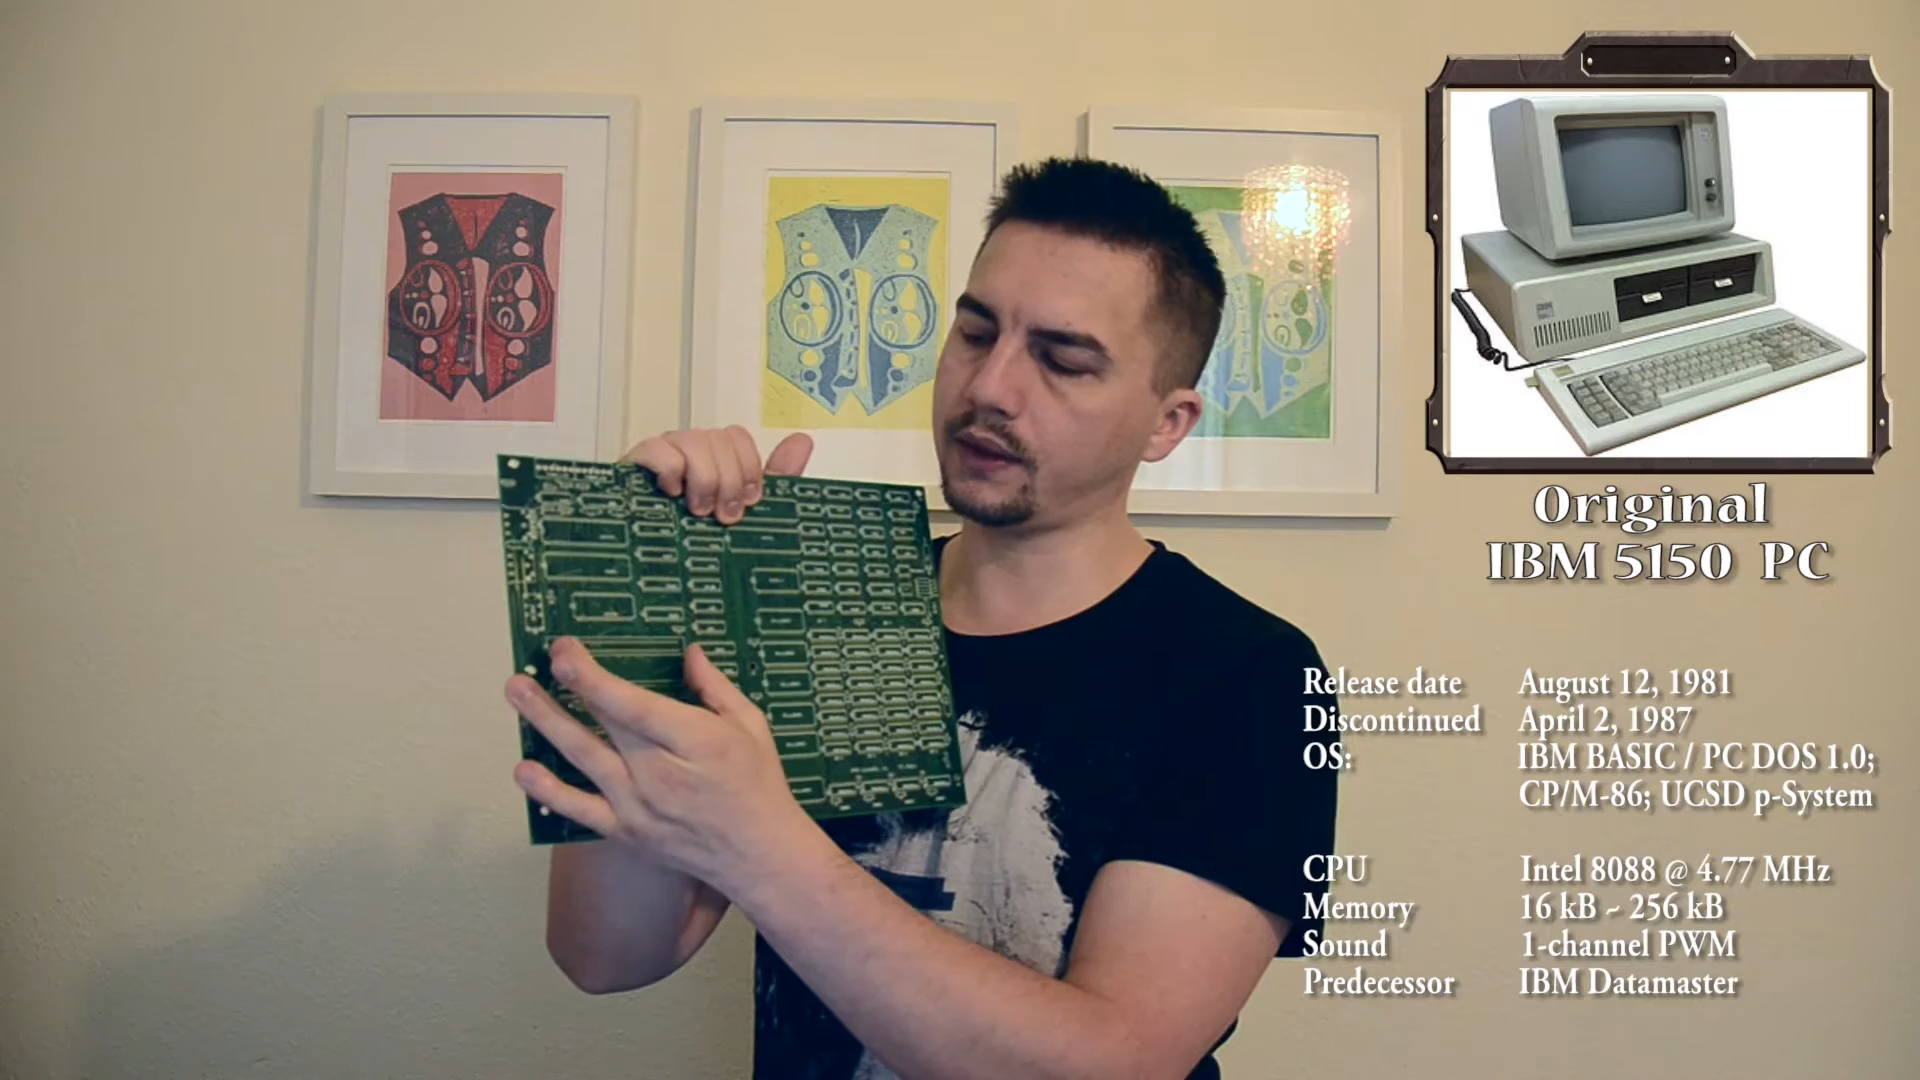 Original
IBM 5150 PC
Release date August 12, 1981
Discontinued April 2, 1987
OS: IBM BASIC / PC DOS 1.0;
CP/M-86; UCSD p-System
CPU Intel 8088 @ 4.77 MHz
Memory 16 kB ~ 256 kB
Sound 1-channel PWM
Predecessor IBM Datamaster